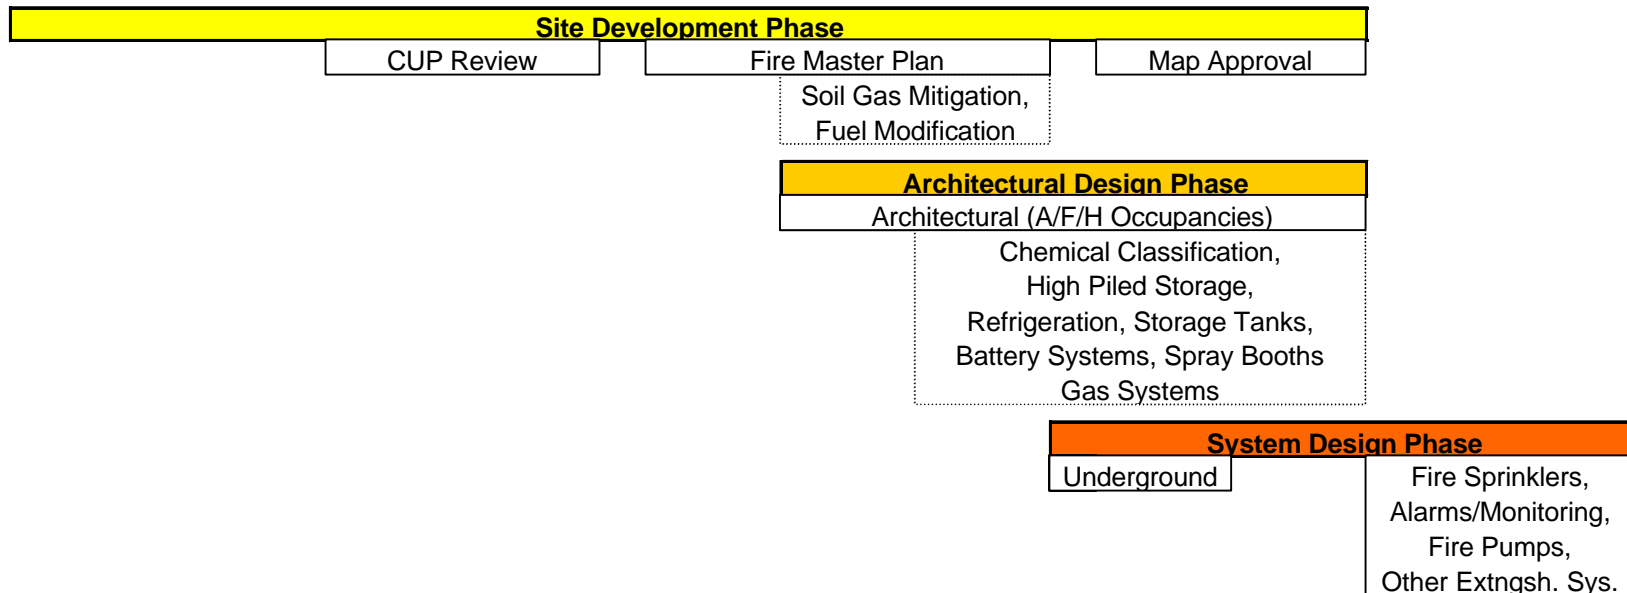 Site Development Phase
CUP Review
Fire Master Plan
Map Approval
Soil Gas Mitigation,
Fuel Modification
Architectural Design Phase
Architectural (A/F/H Occupancies)
Chemical Classification,
High Piled Storage,
Refrigeration, Storage Tanks,
Battery Systems, Spray Booths
Gas Systems
System Design Phase
Underground
Fire Sprinklers,
Alarms/Monitoring,
Fire Pumps,
Other Extngsh. Sys.